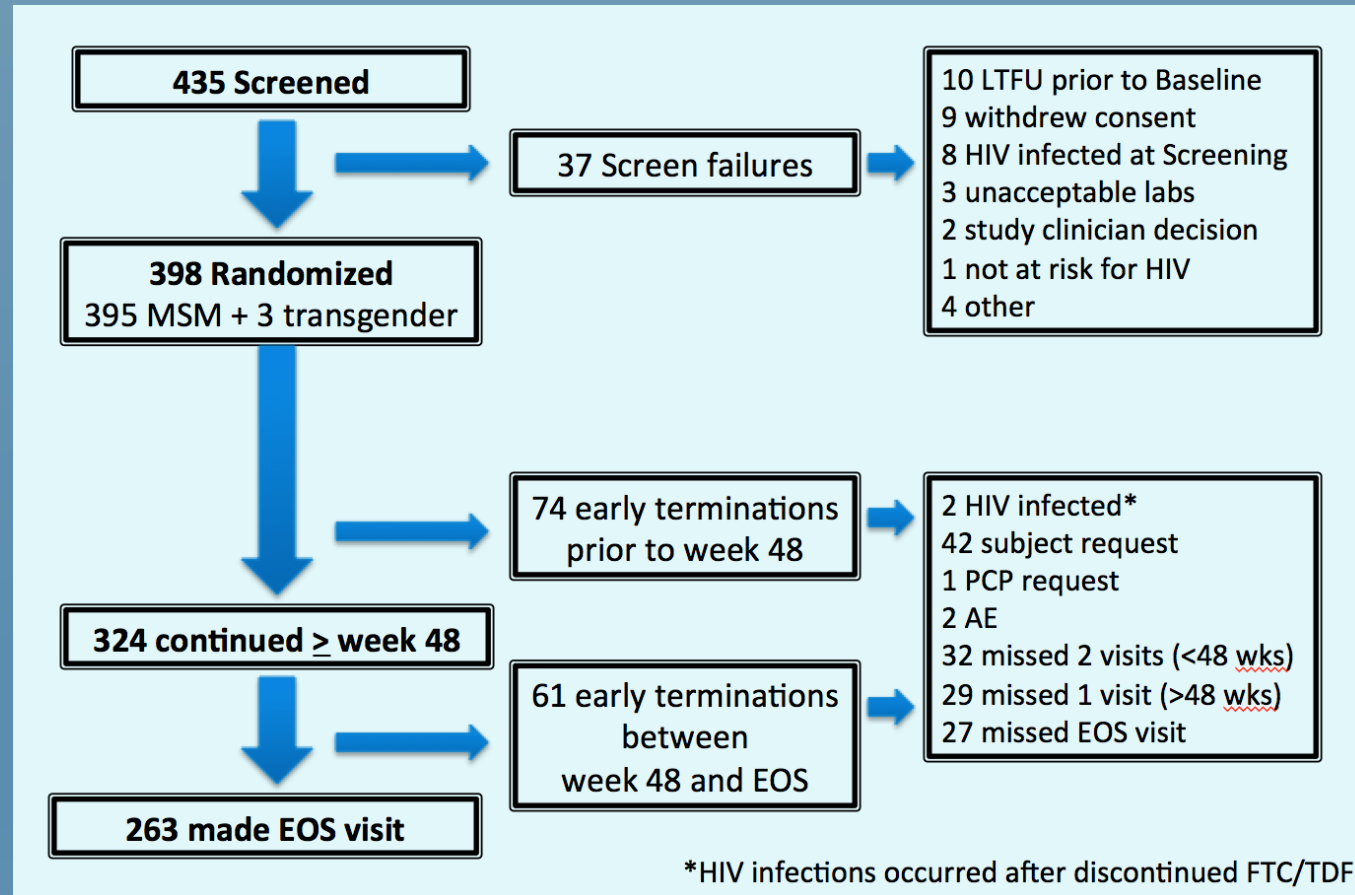 435 Screened
37 Screen failures
10 LTFU prior to Baseline
9 withdrew consent
8 HIV infected at Screening
3 unacceptable labs
2 study clinician decision
1 not at risk for HIV
4 other
398 Randomized
395 MSM + 3 transgender
74 early terminations
prior to week 48
2 HIV infected*
42 subject request
1 PCP request
2 AE
32 missed 2 visits (<48 wks)
29 missed 1 visit (>48 wks)
27 missed EOS visit
324 continued ≥ week 48
61 early terminations
between
week 48 and EOS
263 made EOS visit
*HIV infections occurred after discontinued FTC/TDF